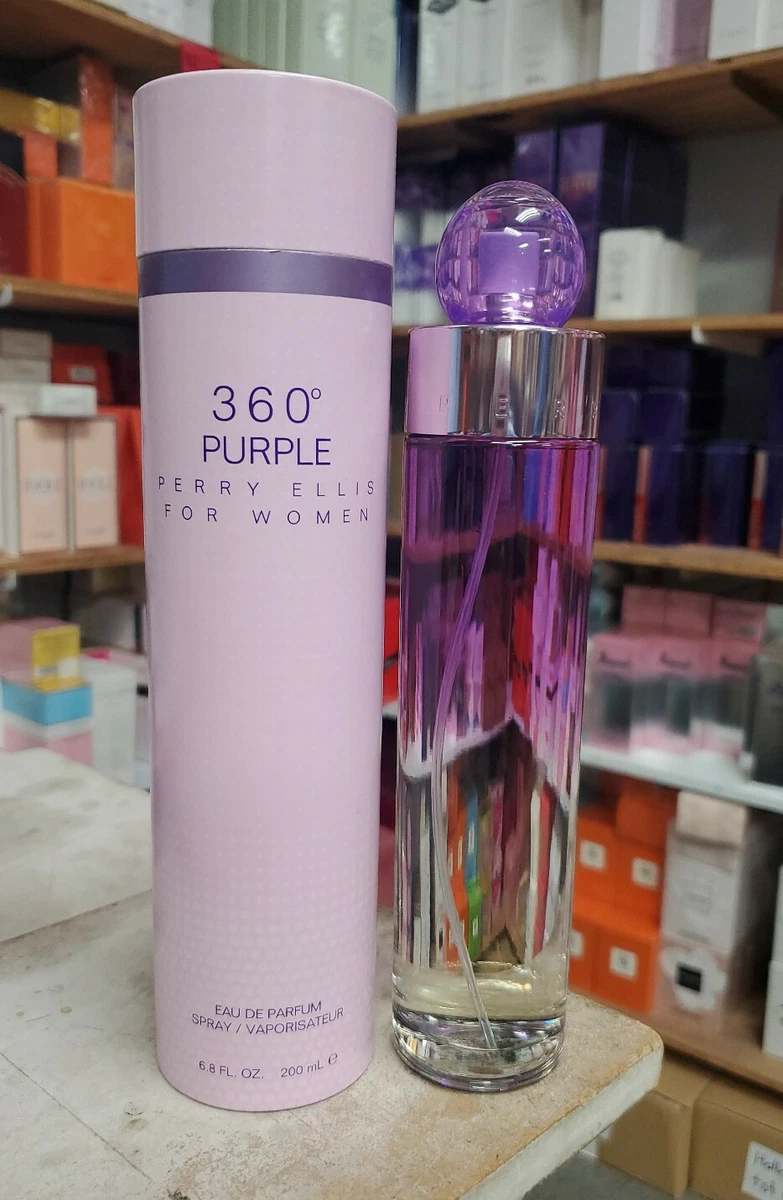 360°
PURPLE
PERRY ELLIS
FOR WOMEN
EAU DE PARFUM
SPRAY / VAPORISATEUR
6.8 FL. OZ. 200 mL ℮
P E R